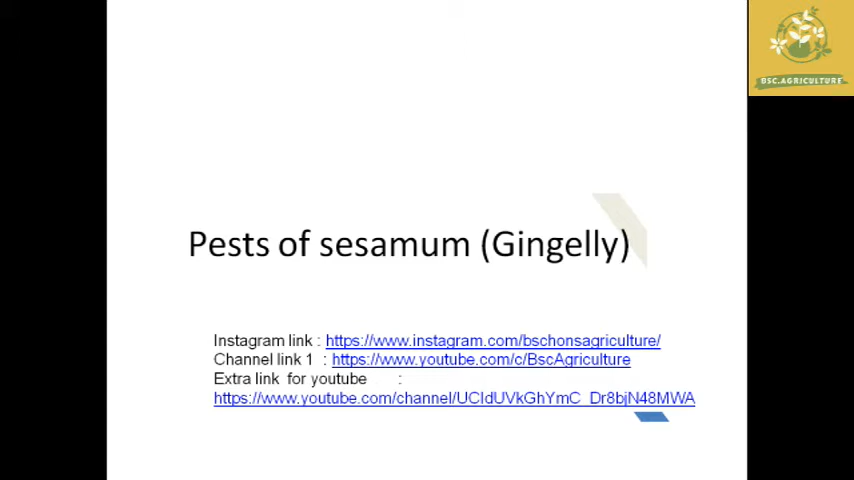 BSC.AGRICULTURE
Pests of sesamum (Gingelly)
Instagram link : https://www.instagram.com/bschonsagriculture/
Channel link 1 : https://www.youtube.com/c/BscAgriculture
Extra link for youtube :
https://www.youtube.com/channel/UCIdUVkGhYmC_Dr8bjN48MWA